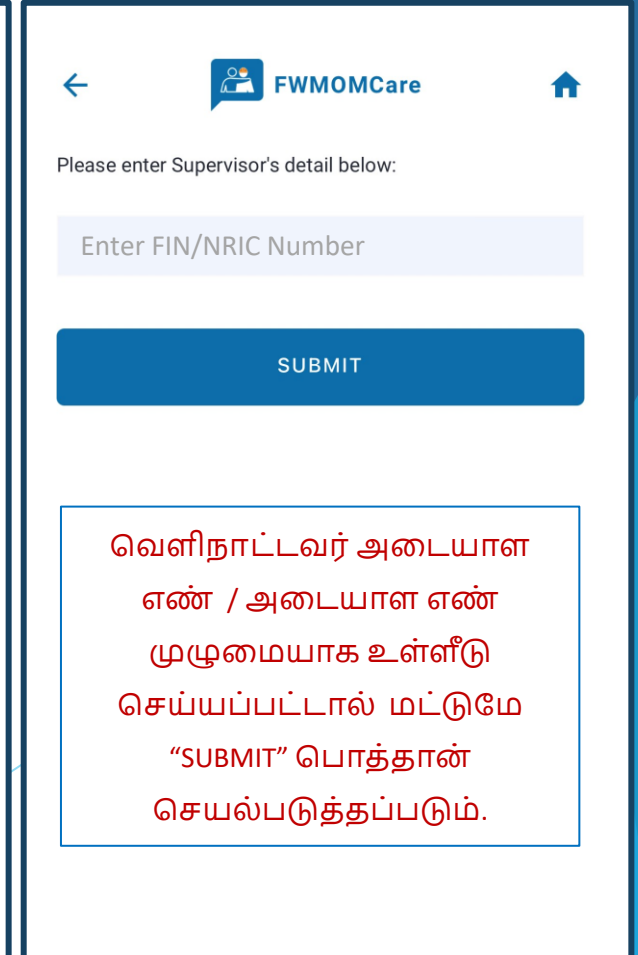 FWMOMCare
Please enter Supervisor's detail below:
Enter FIN/NRIC Number
SUBMIT
வெளிநாட்டவர் அடையாள
எண் / அடையாள எண்
முழுமையாக உள்ளீடு
செய்யப்பட்டால் மட்டுமே
“SUBMIT” பொத்தான்
செயல்படுத்தப்படும்.